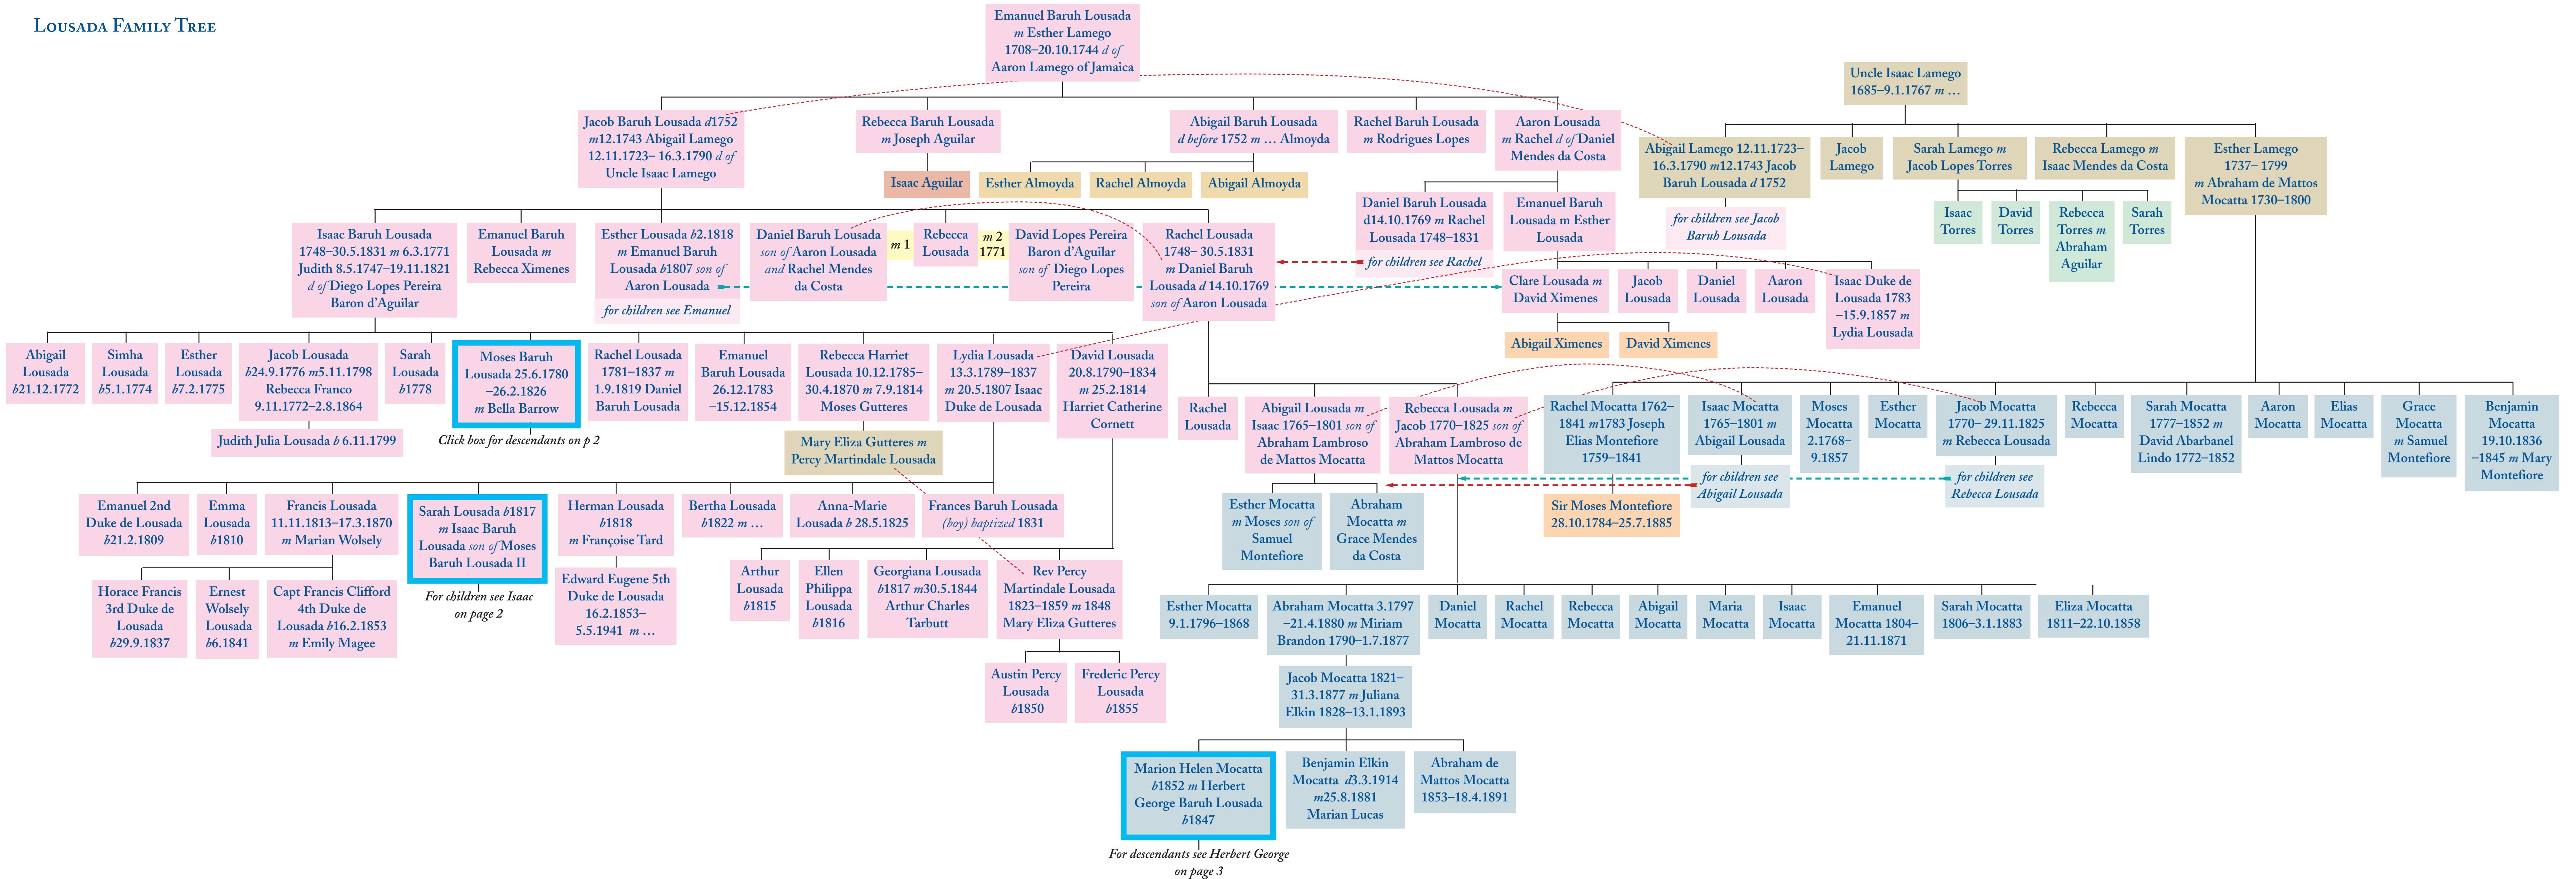 Lousada Family Tree
Emanuel Baruh Lousada
m Esther Lamego
1708–20.10.1744 d of
Aaron Lamego of Jamaica
Uncle Isaac Lamego
1685–9.1.1767 m …
Jacob Baruh Lousada d1752
m12.1743 Abigail Lamego
12.11.1723– 16.3.1790 d of
Uncle Isaac Lamego
Rebecca Baruh Lousada
m Joseph Aguilar
Abigail Baruh Lousada
d before 1752 m … Almoyda
Rachel Baruh Lousada
m Rodrigues Lopes
Aaron Lousada
m Rachel d of Daniel
Mendes da Costa
Abigail Lamego 12.11.1723–
16.3.1790 m12.1743 Jacob
Baruh Lousada d 1752
Jacob
Lamego
Sarah Lamego m
Jacob Lopes Torres
Rebecca Lamego m
Isaac Mendes da Costa
Esther Lamego
1737– 1799
m Abraham de Mattos
Mocatta 1730–1800
Isaac Aguilar
Esther Almoyda
Rachel Almoyda
Abigail Almoyda
Daniel Baruh Lousada
d14.10.1769 m Rachel
Lousada 1748–1831
for children see Rachel
Emanuel Baruh
Lousada m Esther
Lousada
for children see Jacob
Baruh Lousada
Isaac
Torres
David
Torres
Rebecca
Torres m
Abraham
Aguilar
Sarah
Torres
Isaac Baruh Lousada
1748–30.5.1831 m 6.3.1771
Judith 8.5.1747–19.11.1821
d of Diego Lopes Pereira
Baron d’Aguilar
Emanuel Baruh
Lousada m
Rebecca Ximenes
Esther Lousada b2.1818
m Emanuel Baruh
Lousada b1807 son of
Aaron Lousada
for children see Emanuel
Daniel Baruh Lousada
son of Aaron Lousada
and Rachel Mendes
da Costa
m 1
Rebecca
Lousada
m 2
1771
David Lopes Pereira
Baron d’Aguilar
son of Diego Lopes
Pereira
Rachel Lousada
1748– 30.5.1831
m Daniel Baruh
Lousada d 14.10.1769
son of Aaron Lousada
Clare Lousada m
David Ximenes
Jacob
Lousada
Daniel
Lousada
Aaron
Lousada
Isaac Duke de
Lousada 1783
–15.9.1857 m
Lydia Lousada
Abigail Ximenes
David Ximenes
Abigail
Lousada
b21.12.1772
Simha
Lousada
b5.1.1774
Esther
Lousada
b7.2.1775
Jacob Lousada
b24.9.1776 m5.11.1798
Rebecca Franco
9.11.1772–2.8.1864
Sarah
Lousada
b1778
Moses Baruh
Lousada 25.6.1780
–26.2.1826
m Bella Barrow
Rachel Lousada
1781–1837 m
1.9.1819 Daniel
Baruh Lousada
Emanuel
Baruh Lousada
26.12.1783
–15.12.1854
Rebecca Harriet
Lousada 10.12.1785–
30.4.1870 m 7.9.1814
Moses Gutteres
Lydia Lousada
13.3.1789–1837
m 20.5.1807 Isaac
Duke de Lousada
David Lousada
20.8.1790–1834
m 25.2.1814
Harriet Catherine
Cornett
Judith Julia Lousada b 6.11.1799
Click box for descendants on p 2
Mary Eliza Gutteres m
Percy Martindale Lousada
Rachel
Lousada
Abigail Lousada m
Isaac 1765–1801 son of
Abraham Lambroso
de Mattos Mocatta
Rebecca Lousada m
Jacob 1770–1825 son of
Abraham Lambroso de
Mattos Mocatta
Rachel Mocatta 1762–
1841 m1783 Joseph
Elias Montefiore
1759–1841
Isaac Mocatta
1765–1801 m
Abigail Lousada
for children see
Abigail Lousada
Moses
Mocatta
2.1768–
9.1857
Esther
Mocatta
Jacob Mocatta
1770– 29.11.1825
m Rebecca Lousada
for children see
Rebecca Lousada
Rebecca
Mocatta
Sarah Mocatta
1777–1852 m
David Abarbanel
Lindo 1772–1852
Aaron
Mocatta
Elias
Mocatta
Grace
Mocatta
m Samuel
Montefiore
Benjamin
Mocatta
19.10.1836
–1845 m Mary
Montefiore
Emanuel 2nd
Duke de Lousada
b21.2.1809
Emma
Lousada
b1810
Francis Lousada
11.11.1813–17.3.1870
m Marian Wolsely
Sarah Lousada b1817
m Isaac Baruh
Lousada son of Moses
Baruh Lousada II
For children see Isaac
on page 2
Herman Lousada
b1818
m Françoise Tard
Bertha Lousada
b1822 m …
Anna-Marie
Lousada b 28.5.1825
Frances Baruh Lousada
(boy) baptized 1831
Esther Mocatta
m Moses son of
Samuel
Montefiore
Abraham
Mocatta m
Grace Mendes
da Costa
Sir Moses Montefiore
28.10.1784–25.7.1885
Horace Francis
3rd Duke de
Lousada
b29.9.1837
Ernest
Wolsely
Lousada
b6.1841
Capt Francis Clifford
4th Duke de
Lousada b16.2.1853
m Emily Magee
Edward Eugene 5th
Duke de Lousada
16.2.1853–
5.5.1941 m …
Arthur
Lousada
b1815
Ellen
Philippa
Lousada
b1816
Georgiana Lousada
b1817 m30.5.1844
Arthur Charles
Tarbutt
Rev Percy
Martindale Lousada
1823–1859 m 1848
Mary Eliza Gutteres
Esther Mocatta
9.1.1796–1868
Abraham Mocatta 3.1797
–21.4.1880 m Miriam
Brandon 1790–1.7.1877
Daniel
Mocatta
Rachel
Mocatta
Rebecca
Mocatta
Abigail
Mocatta
Maria
Mocatta
Isaac
Mocatta
Emanuel
Mocatta 1804–
21.11.1871
Sarah Mocatta
1806–3.1.1883
Eliza Mocatta
1811–22.10.1858
Austin Percy
Lousada
b1850
Frederic Percy
Lousada
b1855
Jacob Mocatta 1821–
31.3.1877 m Juliana
Elkin 1828–13.1.1893
Marion Helen Mocatta
b1852 m Herbert
George Baruh Lousada
b1847
Benjamin Elkin
Mocatta d3.3.1914
m25.8.1881
Marian Lucas
Abraham de
Mattos Mocatta
1853–18.4.1891
For descendants see Herbert George
on page 3